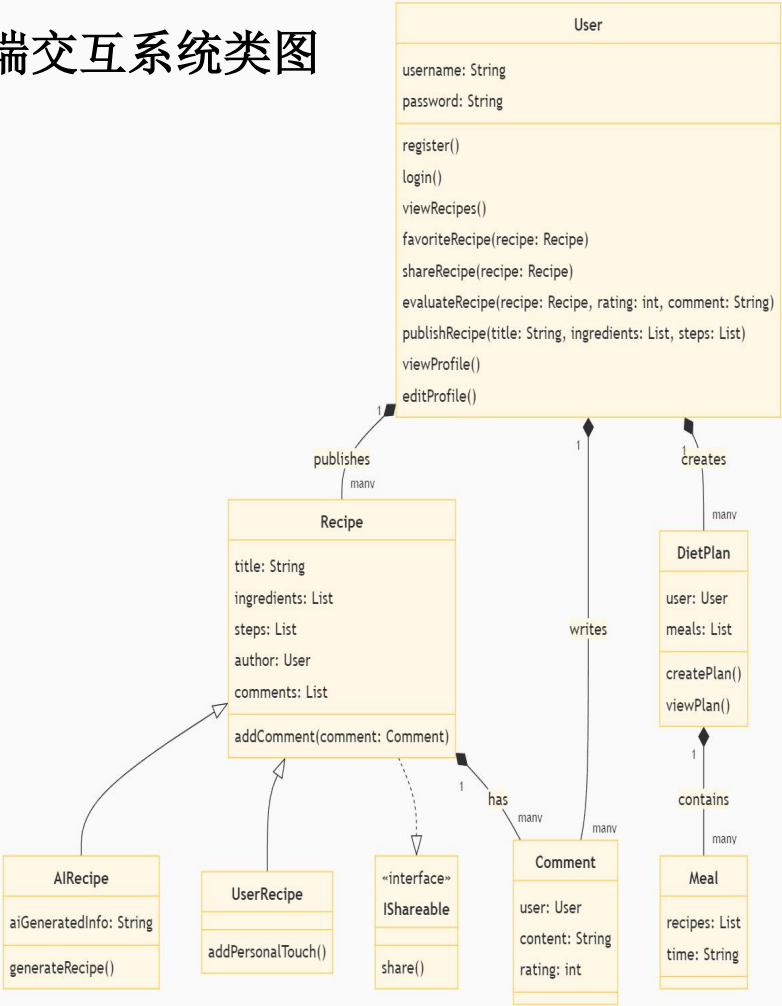 端交互系统类图
User
username: String
password: String
register()
login()
viewRecipes()
favoriteRecipe(recipe: Recipe)
shareRecipe(recipe: Recipe)
evaluateRecipe(recipe: Recipe, rating: int, comment: String)
publishRecipe(title: String, ingredients: List, steps: List)
viewProfile()
editProfile()
1
1
1
publishes
creates
many
many
Recipe
title: String
ingredients: List
steps: List
author: User
comments: List
addComment(comment: Comment)
DietPlan
user: User
meals: List
createPlan()
viewPlan()
writes
1
has
many
many
1
contains
many
AIRecipe
aiGeneratedInfo: String
generateRecipe()
UserRecipe
addPersonalTouch()
«interface»
IShareable
share()
Comment
user: User
content: String
rating: int
Meal
recipes: List
time: String